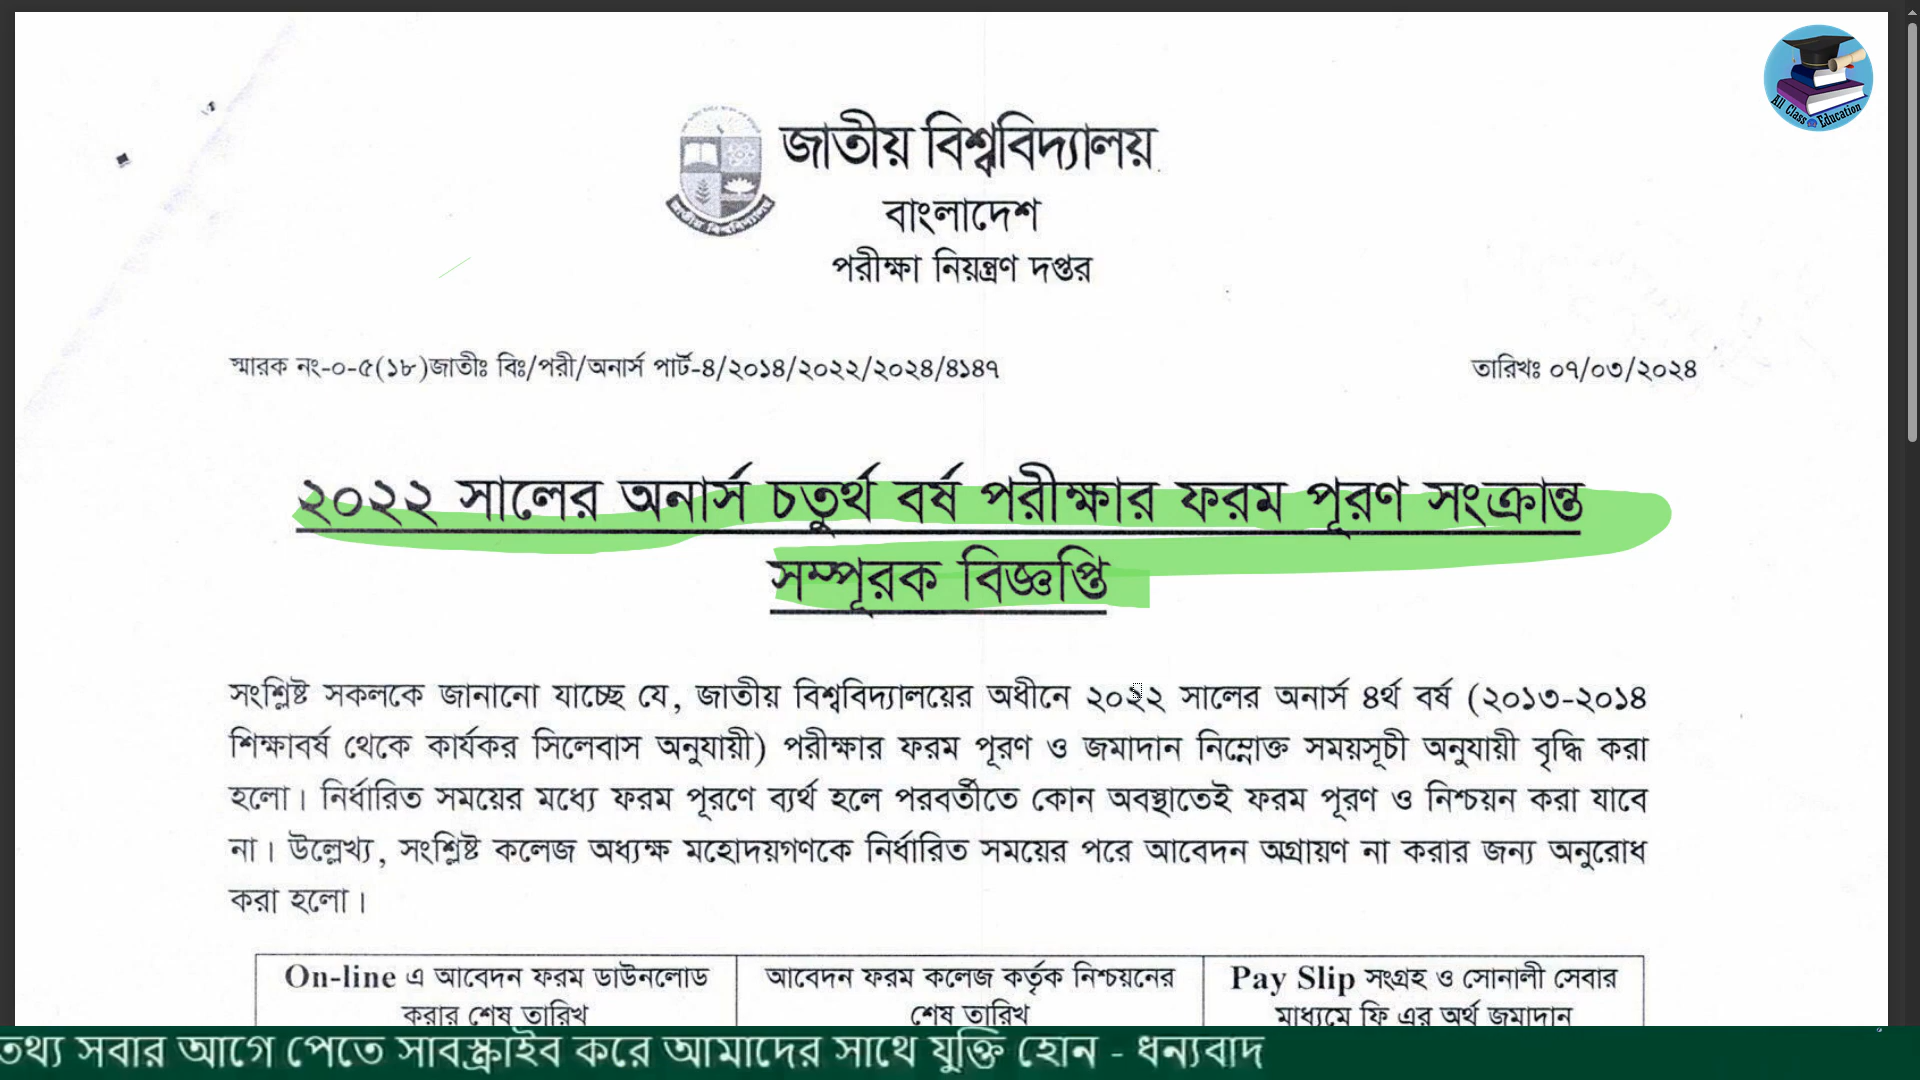 All Class Education
জাতীয় বিশ্ববিদ্যালয়
বাংলাদেশ
পরীক্ষা নিয়ন্ত্রণ দপ্তর
স্মারক নং-০-৫(১৮)জাতীঃ বিঃ/পরী/অনার্স পার্ট-৪/২০১৪/২০২২/২০২৪/৪১৪৭
তারিখঃ ০৭/০৩/২০২৪
২০২২ সালের অনার্স চতুর্থ বর্ষ পরীক্ষার ফরম পূরণ সংক্রান্ত
সম্পূরক বিজ্ঞপ্তি
সংশ্লিষ্ট সকলকে জানানো যাচ্ছে যে, জাতীয় বিশ্ববিদ্যালয়ের অধীনে ২০২২ সালের অনার্স ৪র্থ বর্ষ (২০১৩-২০১৪
শিক্ষাবর্ষ থেকে কার্যকর সিলেবাস অনুযায়ী) পরীক্ষার ফরম পূরণ ও জমাদান নিম্নোক্ত সময়সূচী অনুযায়ী বৃদ্ধি করা
হলো। নির্ধারিত সময়ের মধ্যে ফরম পূরণে ব্যর্থ হলে পরবর্তীতে কোন অবস্থাতেই ফরম পূরণ ও নিশ্চয়ন করা যাবে
না। উল্লেখ্য, সংশ্লিষ্ট কলেজ অধ্যক্ষ মহোদয়গণকে নির্ধারিত সময়ের পরে আবেদন অগ্রায়ণ না করার জন্য অনুরোধ
করা হলো।
On-line এ আবেদন ফরম ডাউনলোড
করার শেষ তারিখ
আবেদন ফরম কলেজ কর্তৃক নিশ্চয়নের
শেষ তারিখ
Pay Slip সংগ্রহ ও সোনালী সেবার
মাধ্যমে ফি এর অর্থ জমাদান
তথ্য সবার আগে পেতে সাবস্ক্রাইব করে আমাদের সাথে যুক্তি হোন - ধন্যবাদ